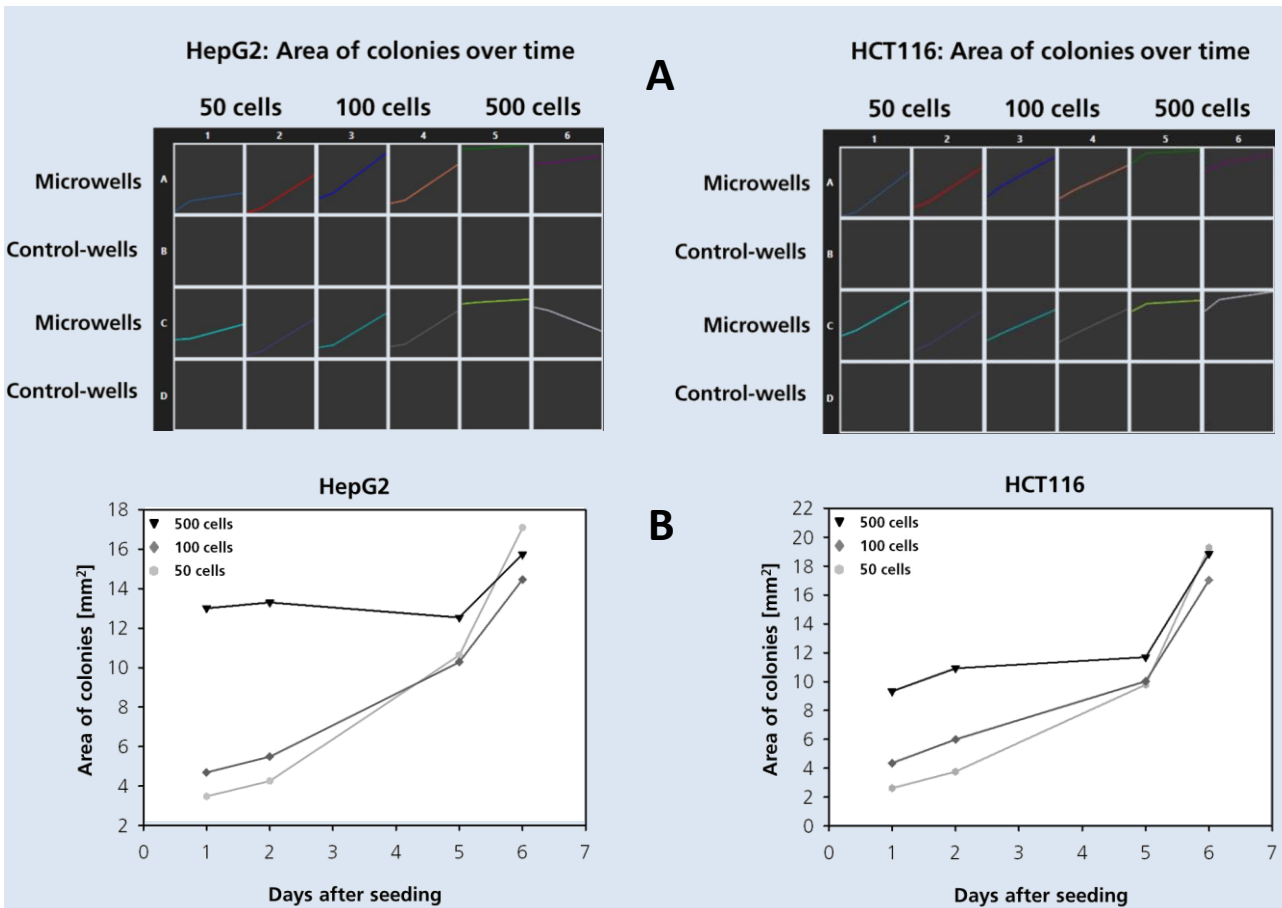 HepG2: Area of colonies over time
A
HCT116: Area of colonies over time
50 cells 100 cells 500 cells
50 cells 100 cells 500 cells
1 2 3 4 5 6
1 2 3 4 5 6
Microwells A
Control-wells B
Microwells C
Control-wells D
Microwells A
Control-wells B
Microwells C
Control-wells D
HepG2
B
HCT116
18
16
14
12
10
8
6
4
2
Area of colonies [mm²]
500 cells
100 cells
50 cells
0 1 2 3 4 5 6 7
Days after seeding
22
20
18
16
14
12
10
8
6
4
2
0
Area of colonies [mm²]
500 cells
100 cells
50 cells
0 1 2 3 4 5 6 7
Days after seeding